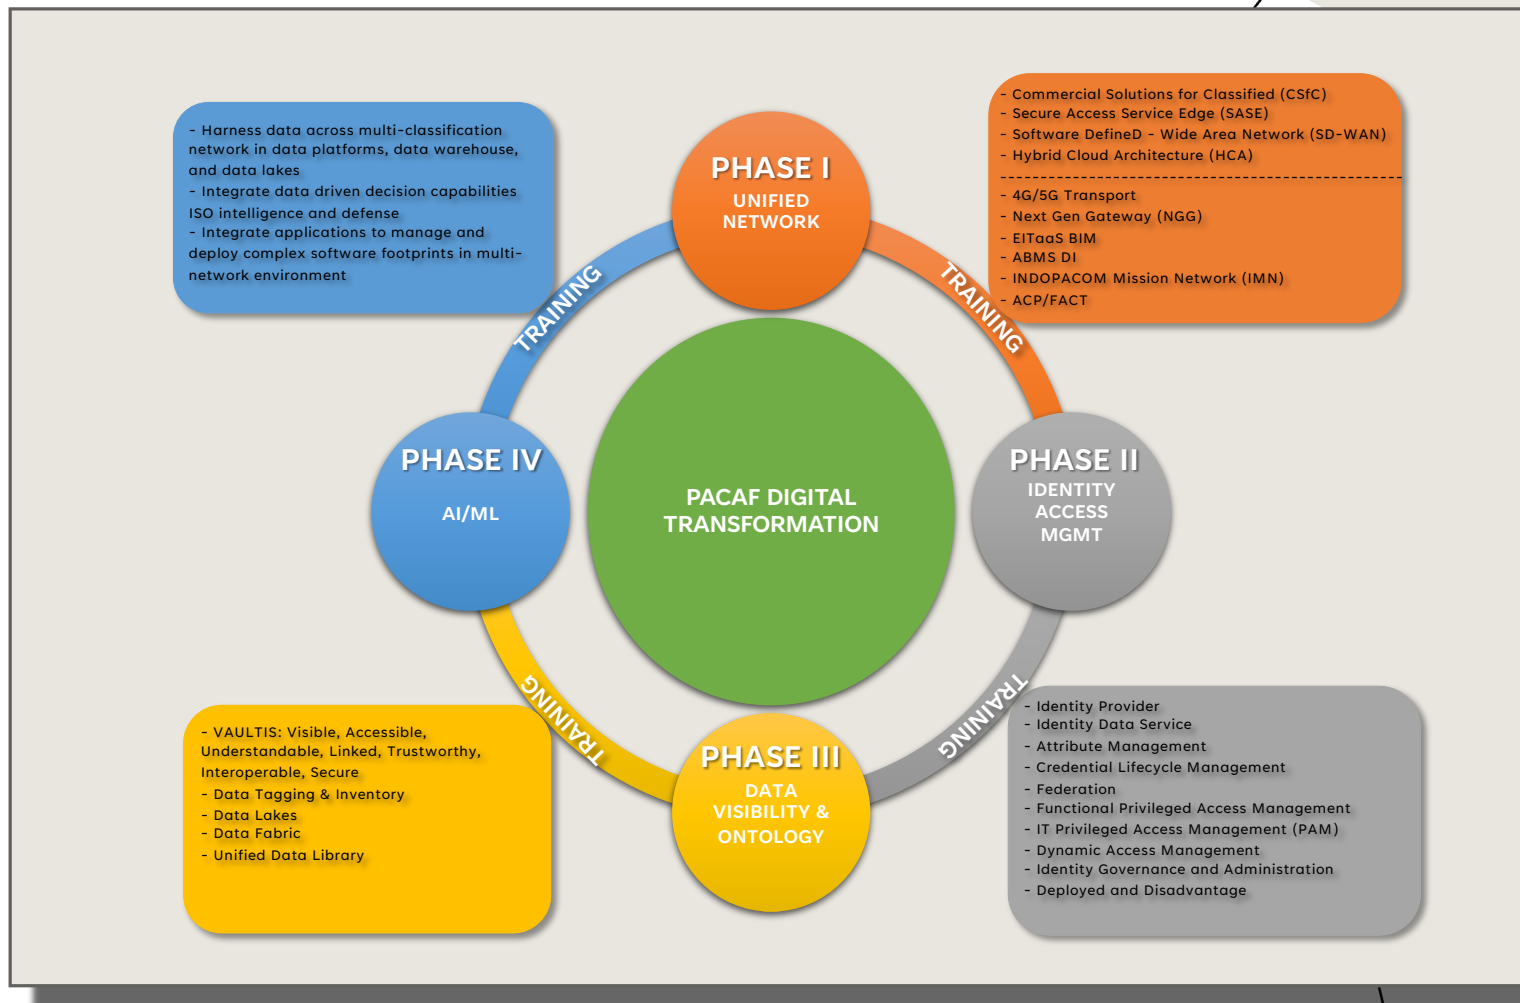 - Harness data across multi-classification
network in data platforms, data warehouse,
and data lakes
- Integrate data driven decision capabilities
ISO intelligence and defense
- Integrate applications to manage and
deploy complex software footprints in multi-
network environment
PHASE I
UNIFIED
NETWORK
- Commercial Solutions for Classified (CSfC)
- Secure Access Service Edge (SASE)
- Software DefineD - Wide Area Network (SD-WAN)
- Hybrid Cloud Architecture (HCA)
--------------------------------------------------
- 4G/5G Transport
- Next Gen Gateway (NGG)
- EITaaS BIM
- ABMS DI
- INDOPACOM Mission Network (IMN)
- ACP/FACT
TRAINING
TRAINING
PHASE IV
AI/ML
PACAF DIGITAL
TRANSFORMATION
PHASE II
IDENTITY
ACCESS
MGMT
TRAINING
TRAINING
- VAULTIS: Visible, Accessible,
Understandable, Linked, Trustworthy,
Interoperable, Secure
- Data Tagging & Inventory
- Data Lakes
- Data Fabric
- Unified Data Library
PHASE III
DATA
VISIBILITY &
ONTOLOGY
- Identity Provider
- Identity Data Service
- Attribute Management
- Credential Lifecycle Management
- Federation
- Functional Privileged Access Management
- IT Privileged Access Management (PAM)
- Dynamic Access Management
- Identity Governance and Administration
- Deployed and Disadvantage